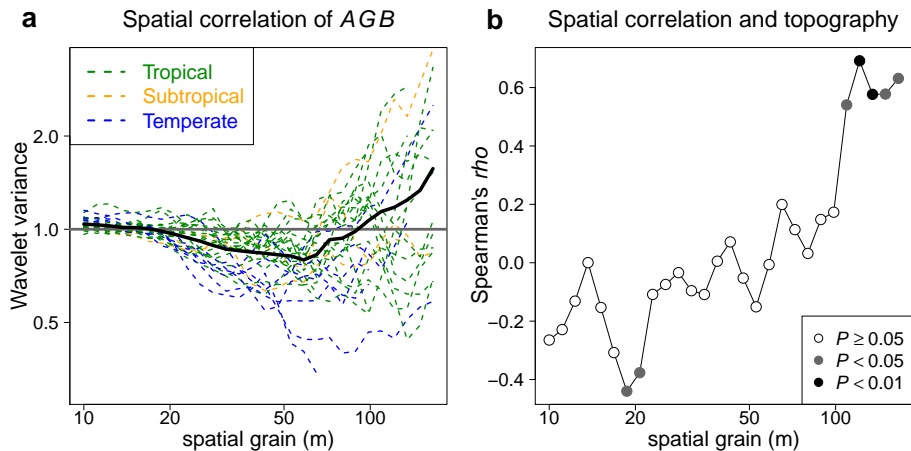 a Spatial correlation of AGB
Tropical
Subtropical
Temperate
Wavelet variance
2.0
1.0
0.5
10 20 50 100
spatial grain (m)
b Spatial correlation and topography
Spearman's rho
0.6
0.4
0.2
0.0
−0.2
−0.4
P ≥ 0.05
P < 0.05
P < 0.01
10 20 50 100
spatial grain (m)